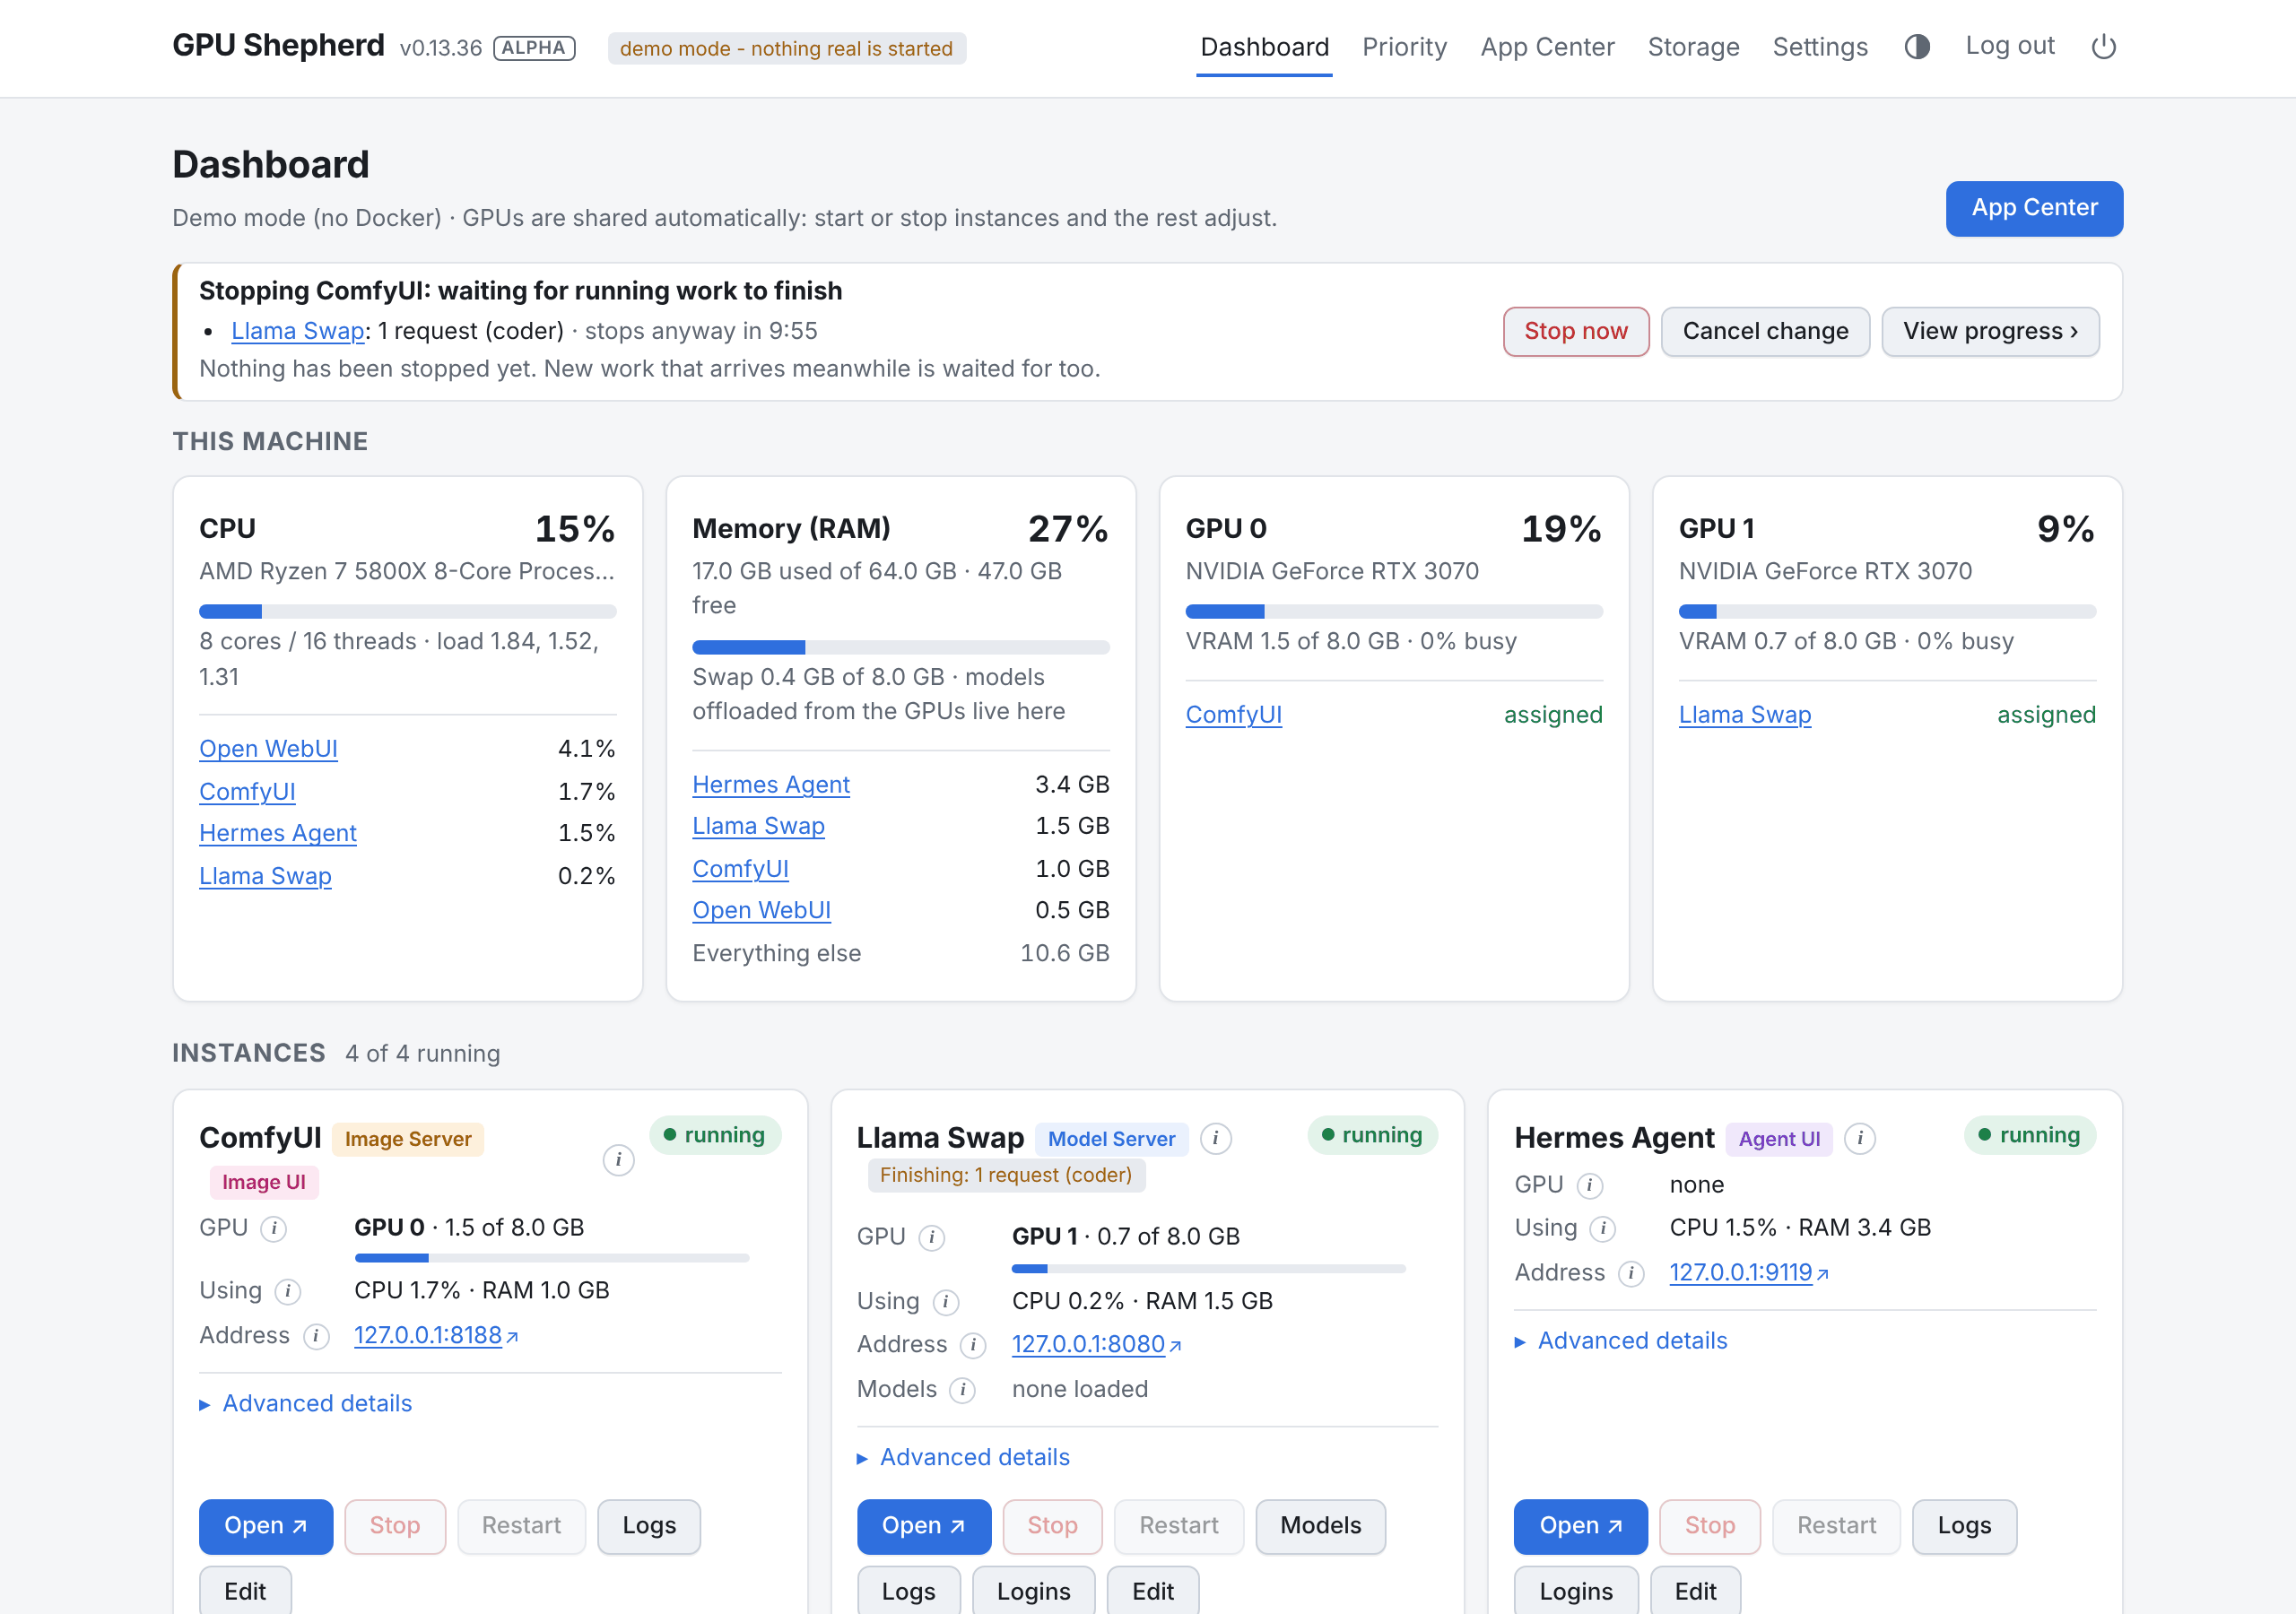 GPU Shepherd v0.13.36 ALPHA demo mode - nothing real is started
Dashboard Priority App Center Storage Settings Log out
Dashboard
Demo mode (no Docker) · GPUs are shared automatically: start or stop instances and the rest adjust.
App Center
Stopping ComfyUI: waiting for running work to finish
• Llama Swap: 1 request (coder) · stops anyway in 9:55
Nothing has been stopped yet. New work that arrives meanwhile is waited for too.
Stop now Cancel change View progress ›
THIS MACHINE
CPU 15%
AMD Ryzen 7 5800X 8-Core Proces...
8 cores / 16 threads · load 1.84, 1.52,
1.31
Open WebUI 4.1%
ComfyUI 1.7%
Hermes Agent 1.5%
Llama Swap 0.2%
Memory (RAM) 27%
17.0 GB used of 64.0 GB · 47.0 GB
free
Swap 0.4 GB of 8.0 GB · models
offloaded from the GPUs live here
Hermes Agent 3.4 GB
Llama Swap 1.5 GB
ComfyUI 1.0 GB
Open WebUI 0.5 GB
Everything else 10.6 GB
GPU 0 19%
NVIDIA GeForce RTX 3070
VRAM 1.5 of 8.0 GB · 0% busy
ComfyUI assigned
GPU 1 9%
NVIDIA GeForce RTX 3070
VRAM 0.7 of 8.0 GB · 0% busy
Llama Swap assigned
INSTANCES 4 of 4 running
ComfyUI Image Server i running
Image UI
GPU i GPU 0 · 1.5 of 8.0 GB
Using i CPU 1.7% · RAM 1.0 GB
Address i 127.0.0.1:8188↗
▸ Advanced details
Open ↗ Stop Restart Logs
Edit
Llama Swap Model Server i running
Finishing: 1 request (coder)
GPU i GPU 1 · 0.7 of 8.0 GB
Using i CPU 0.2% · RAM 1.5 GB
Address i 127.0.0.1:8080↗
Models i none loaded
▸ Advanced details
Open ↗ Stop Restart Models
Logs Logins Edit
Hermes Agent Agent UI i running
GPU i none
Using i CPU 1.5% · RAM 3.4 GB
Address i 127.0.0.1:9119↗
▸ Advanced details
Open ↗ Stop Restart Logs
Logins Edit